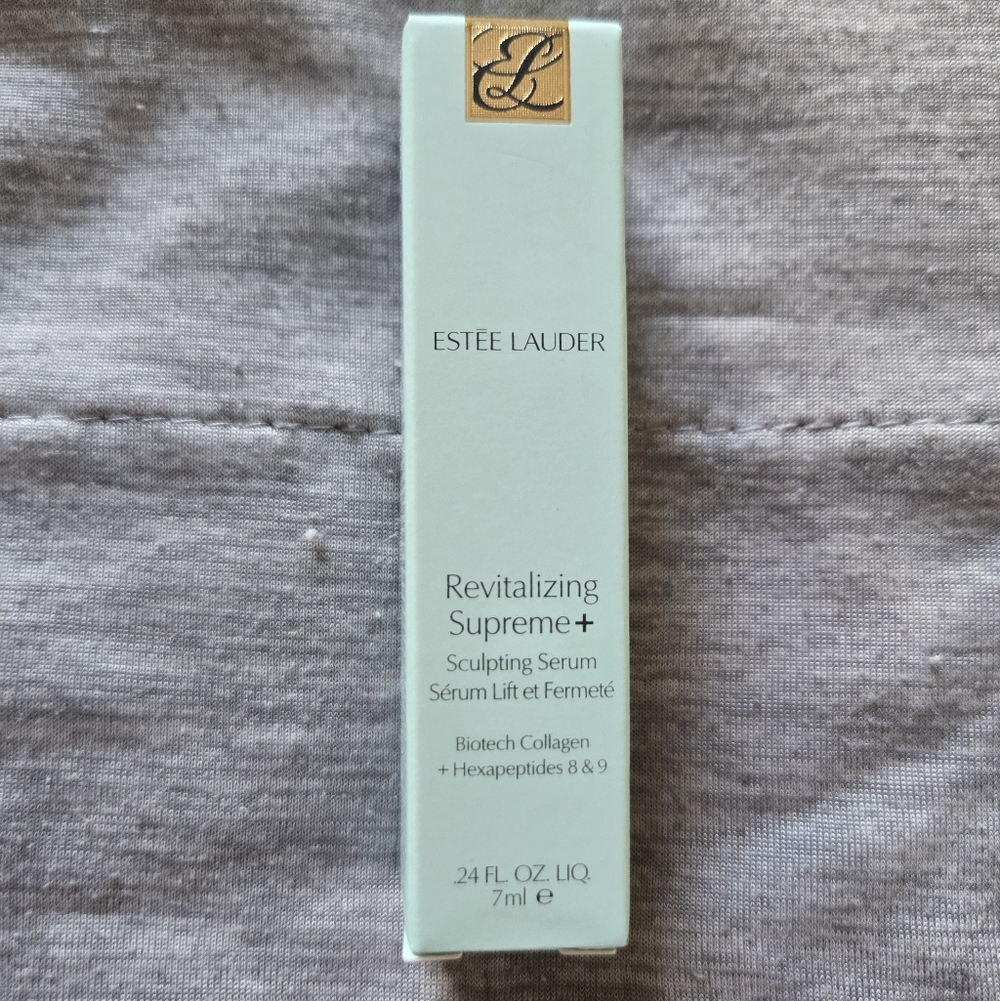 EL
ESTĒE LAUDER
Revitalizing
Supreme+
Sculpting Serum
Sérum Lift et Fermeté
Biotech Collagen
+ Hexapeptides 8 & 9
.24 FL. OZ. LIQ.
7ml ℮